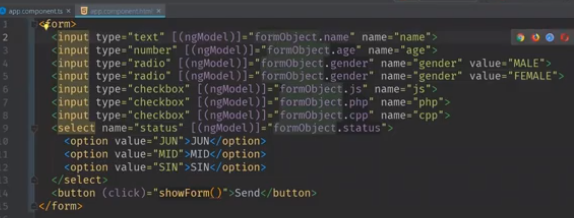 app.component.ts app.component.html
1 <form>
2 <input type="text" [(ngModel)]="formObject.name" name="name">
3 <input type="number" [(ngModel)]="formObject.age" name="age">
4 <input type="radio" [(ngModel)]="formObject.gender" name="gender" value="MALE">
5 <input type="radio" [(ngModel)]="formObject.gender" name="gender" value="FEMALE">
6 <input type="checkbox" [(ngModel)]="formObject.js" name="js">
7 <input type="checkbox" [(ngModel)]="formObject.php" name="php">
8 <input type="checkbox" [(ngModel)]="formObject.cpp" name="cpp">
9 <select name="status" [(ngModel)]="formObject.status">
10 <option value="JUN">JUN</option>
11 <option value="MID">MID</option>
12 <option value="SIN">SIN</option>
13 </select>
14 <button (click)="showForm()">Send</button>
15 </form>